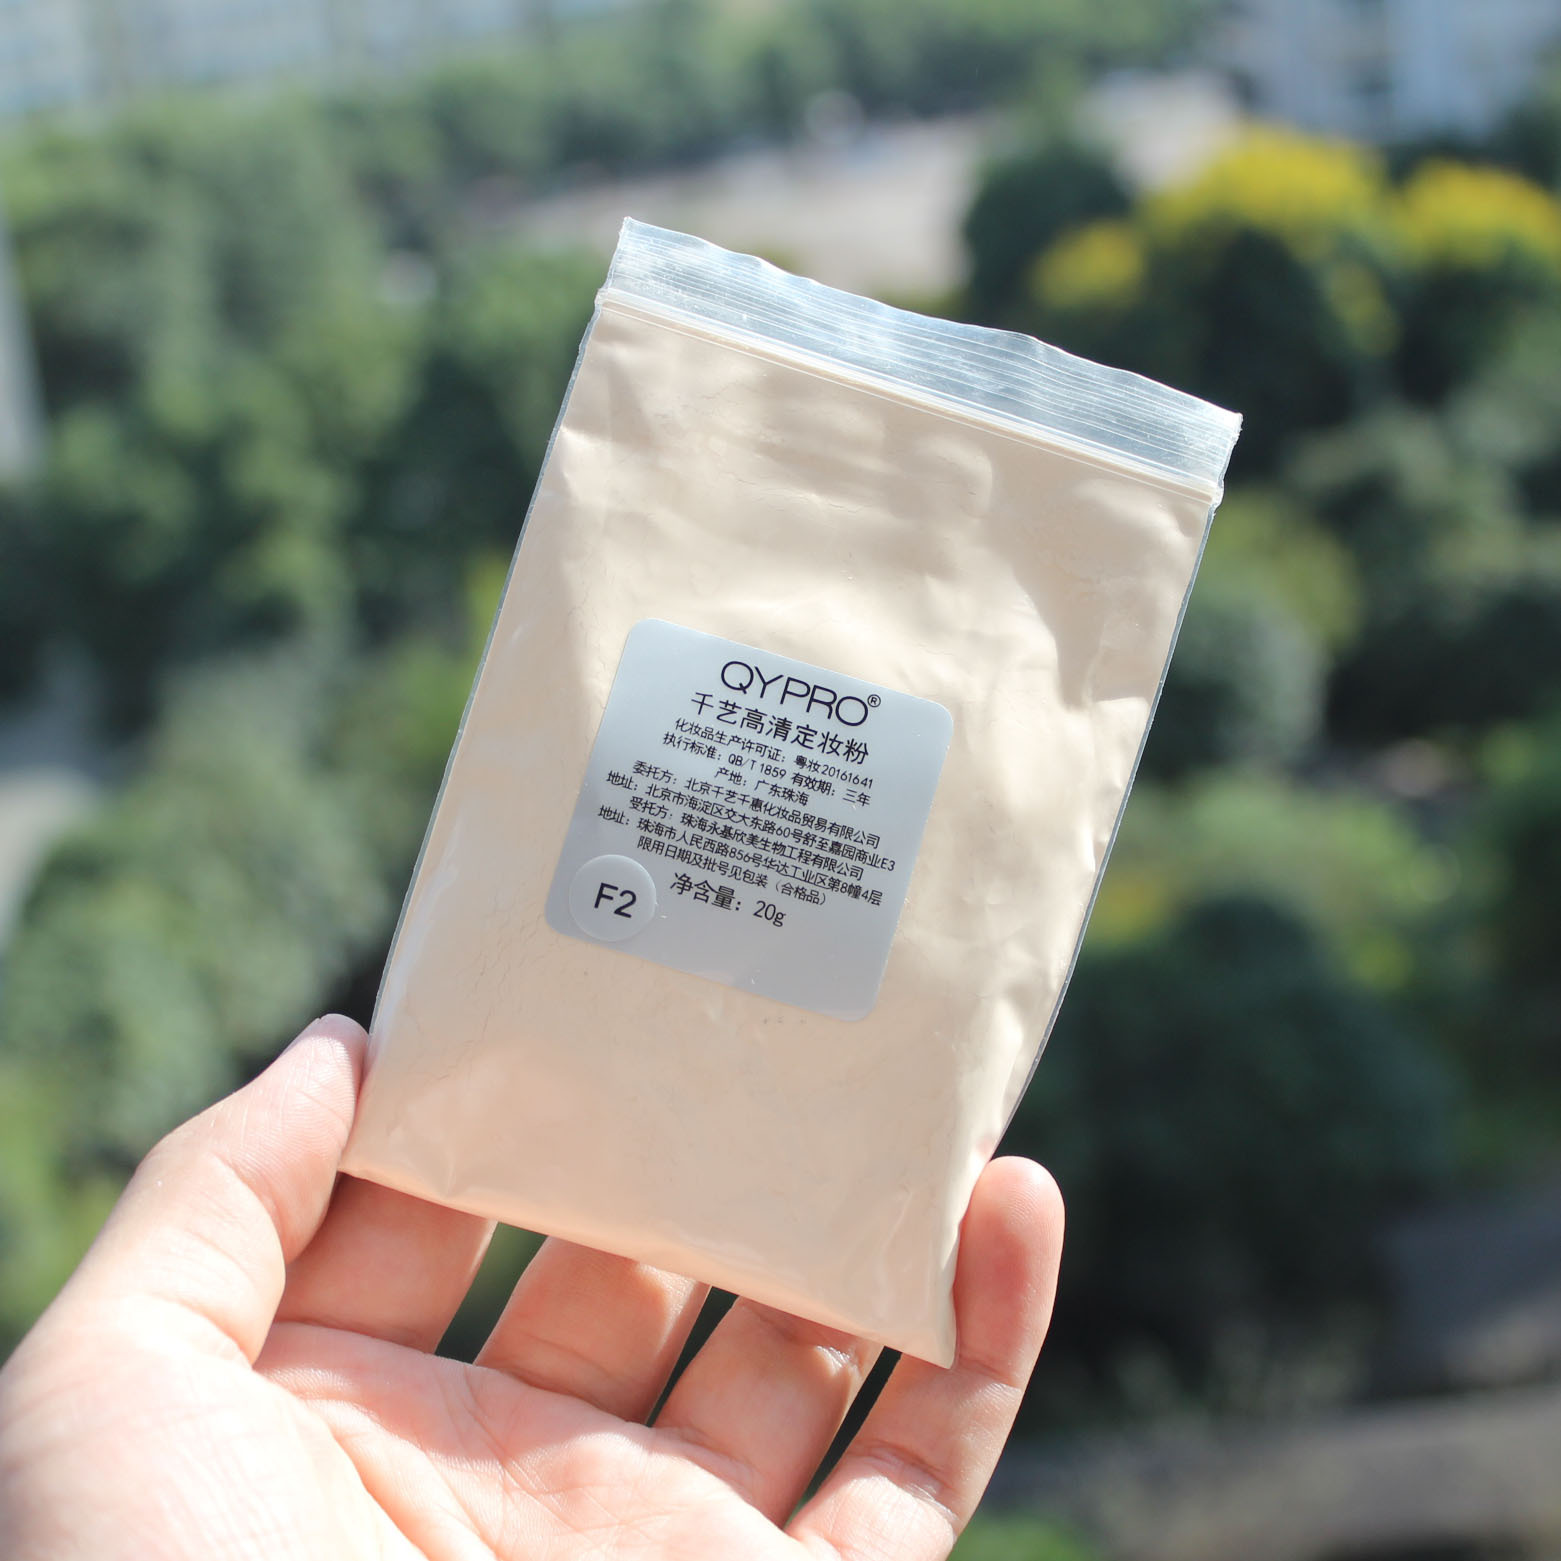 QYPRO®
千艺高清定妆粉
化妆品生产许可证：粤妆20161641
执行标准：QB/T1859 有效期：三年
产地：广东珠海
委托方：北京千艺千惠化妆品贸易有限公司
地址：北京市海淀区交大东路60号舒至嘉园商业E3
受托方：珠海永基欣美生物工程有限公司
地址：珠海市人民西路856号华达工业区第8幢4层
限用日期及批号见包装（合格品）
净含量：20g
F2